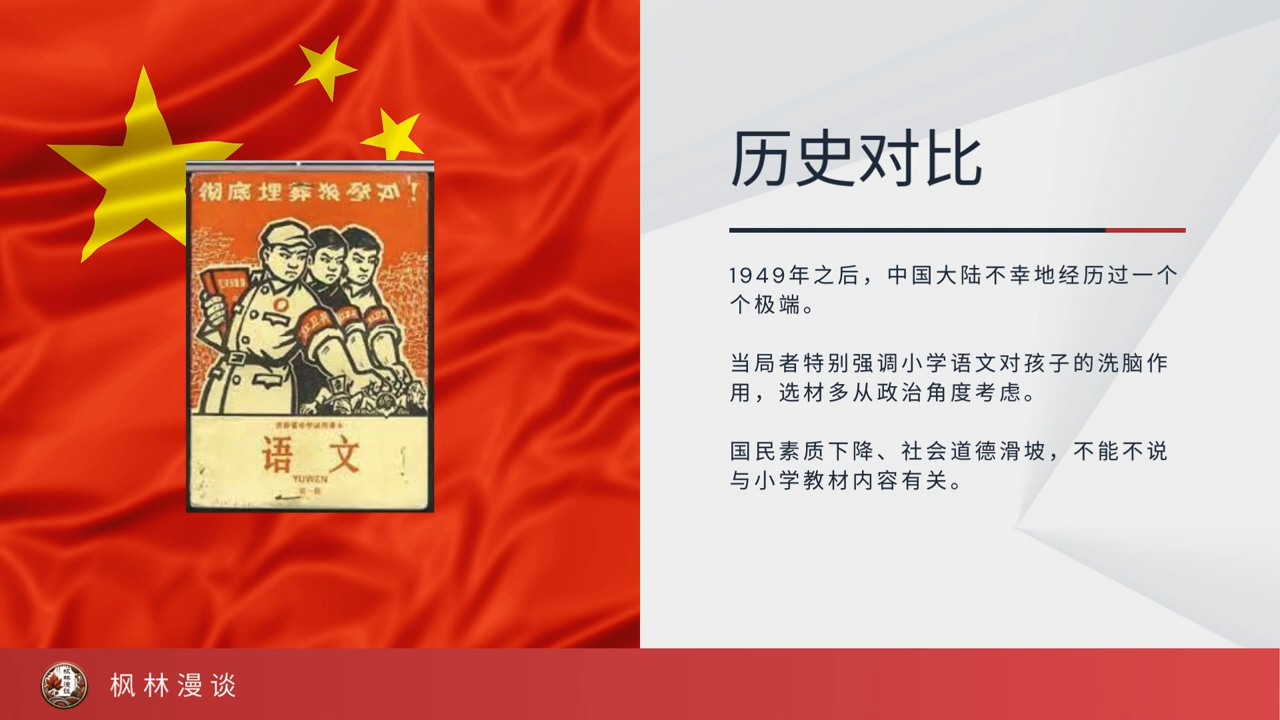 历史对比
1949年之后，中国大陆不幸地经历过一个
个极端。
当局者特别强调小学语文对孩子的洗脑作
用，选材多从政治角度考虑。
国民素质下降、社会道德滑坡，不能不说
与小学教材内容有关。
彻底埋葬
！
语 文
YUWEN
第一册
枫林漫谈
枫林漫谈